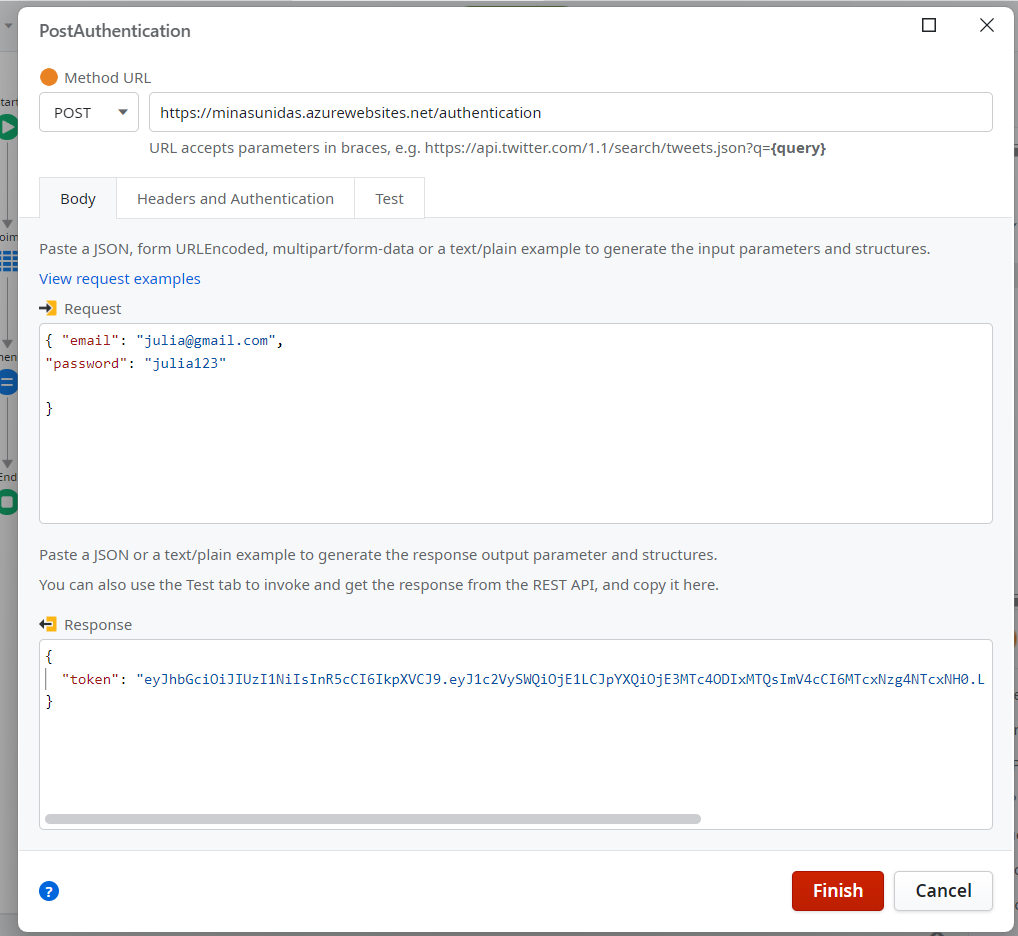 PostAuthentication
Method URL
POST
https://minasunidas.azurewebsites.net/authentication
URL accepts parameters in braces, e.g. https://api.twitter.com/1.1/search/tweets.json?q={query}
Body
Headers and Authentication
Test
Paste a JSON, form URLEncoded, multipart/form-data or a text/plain example to generate the input parameters and structures.
View request examples
Request
{ "email": "julia@gmail.com",
"password": "julia123"
}
Paste a JSON or a text/plain example to generate the response output parameter and structures.
You can also use the Test tab to invoke and get the response from the REST API, and copy it here.
Response
{
"token": "eyJhbGciOiJIUzI1NiIsInR5cCI6IkpXVCJ9.eyJ1c2VySWQiOjE1LCJpYXQiOjE3MTc4ODIxMTQsImV4cCI6MTcxNzg4NTcxNH0.L
}
?
Finish
Cancel
End